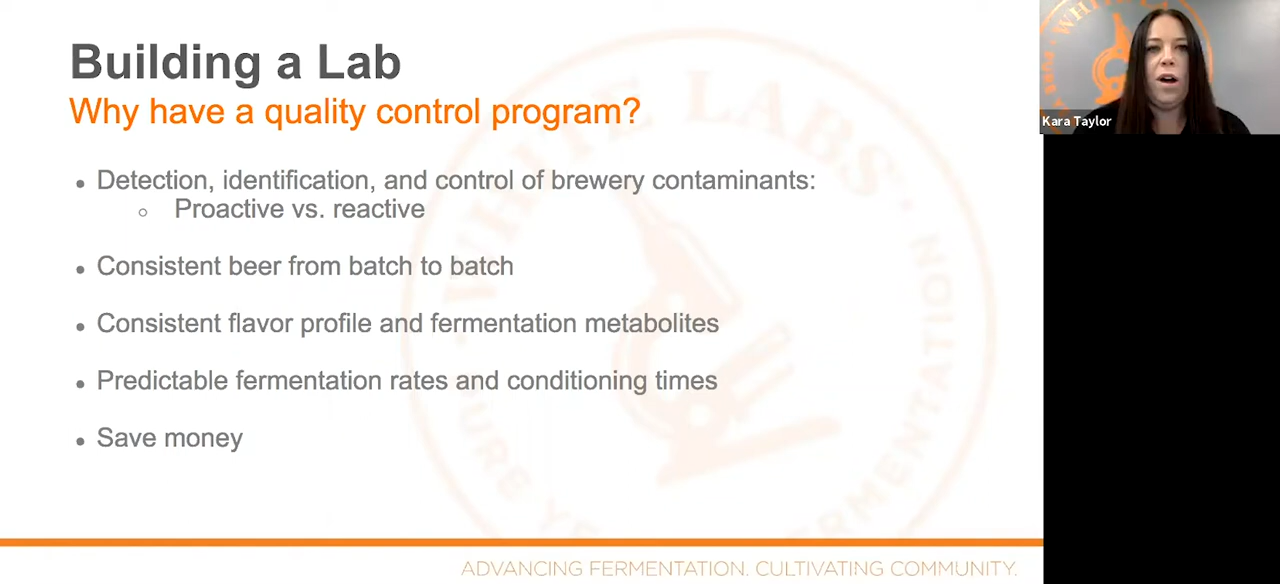 Building a Lab
Why have a quality control program?
• Detection, identification, and control of brewery contaminants:
○ Proactive vs. reactive
• Consistent beer from batch to batch
• Consistent flavor profile and fermentation metabolites
• Predictable fermentation rates and conditioning times
• Save money
WHITE LABS
ADVANCING FERMENTATION. CULTIVATING COMMUNITY.
Kara Taylor